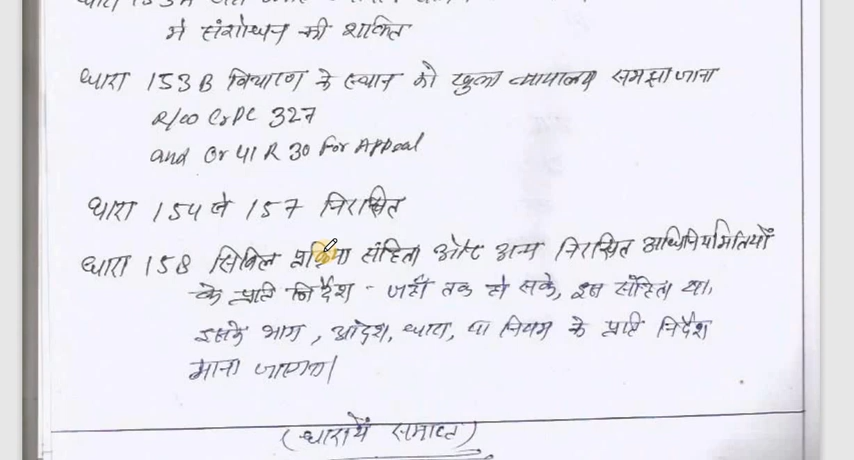 में संशोधन की शक्ति
धारा 153B विचारण के स्थान को खुला न्यायालय समझा जाना
R/w CrPC 327
and Or 41 R 30 For Appeal
धारा 154 से 157 निरसित
धारा 158 सिविल प्रक्रिया संहिता और अन्य निरसित अधिनियमितियों
के प्रति निर्देश - जहाँ तक हो सके, इस संहिता या,
इसके भाग, आदेश, धारा, या नियम के प्रति निर्देश
माना जाएगा।
(धारायें समाप्त)